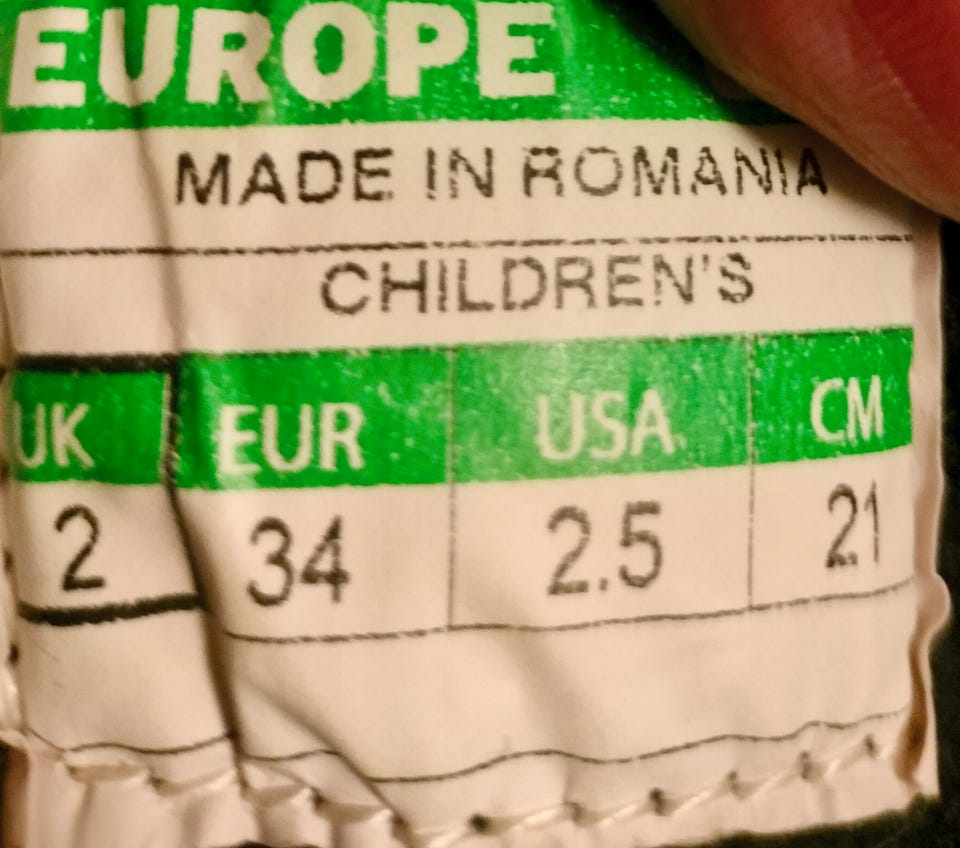 EUROPE
MADE IN ROMANIA
CHILDREN'S
UK EUR USA CM
2 34 2.5 21